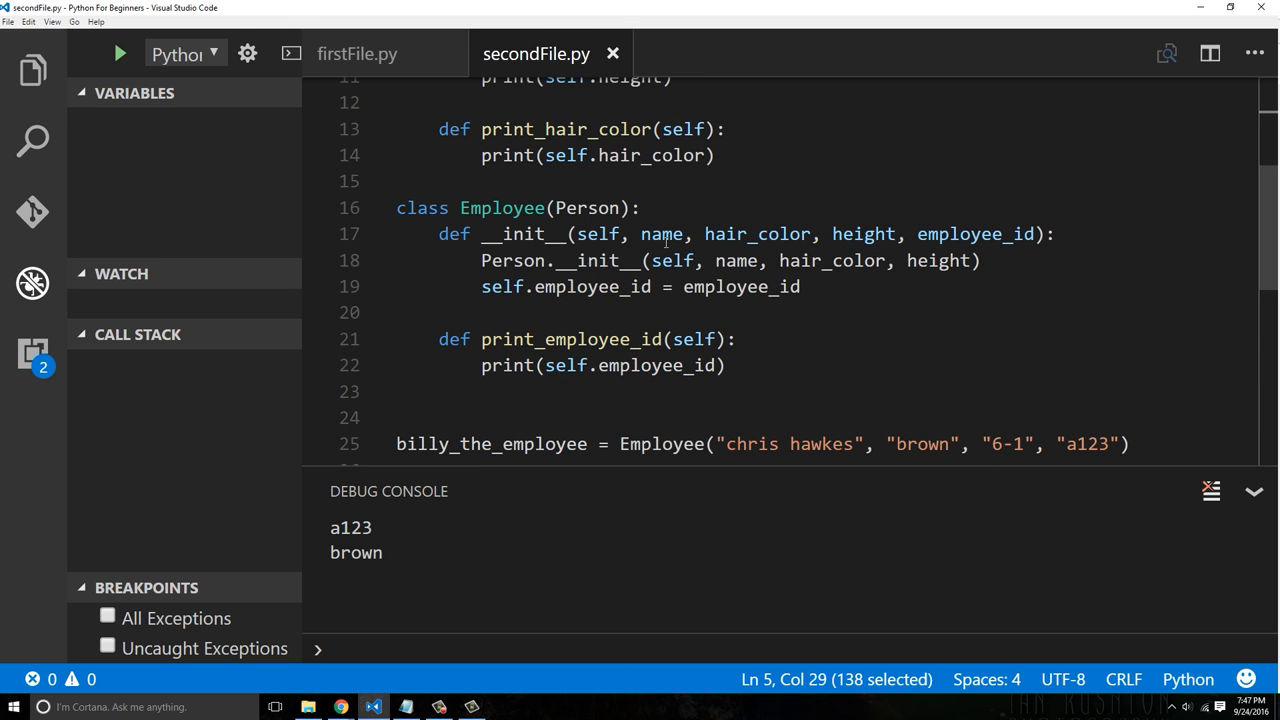 secondFile.py - Python For Beginners - Visual Studio Code
File Edit View Go Help
Pythor
firstFile.py
secondFile.py
VARIABLES
WATCH
CALL STACK
BREAKPOINTS
All Exceptions
Uncaught Exceptions
2
11 print(self.height)
12
13 def print_hair_color(self):
14 print(self.hair_color)
15
16 class Employee(Person):
17 def __init__(self, name, hair_color, height, employee_id):
18 Person.__init__(self, name, hair_color, height)
19 self.employee_id = employee_id
20
21 def print_employee_id(self):
22 print(self.employee_id)
23
24
25 billy_the_employee = Employee("chris hawkes", "brown", "6-1", "a123")
DEBUG CONSOLE
a123
brown
0 0 Ln 5, Col 29 (138 selected) Spaces: 4 UTF-8 CRLF Python
I'm Cortana. Ask me anything.
7:47 PM
9/24/2016